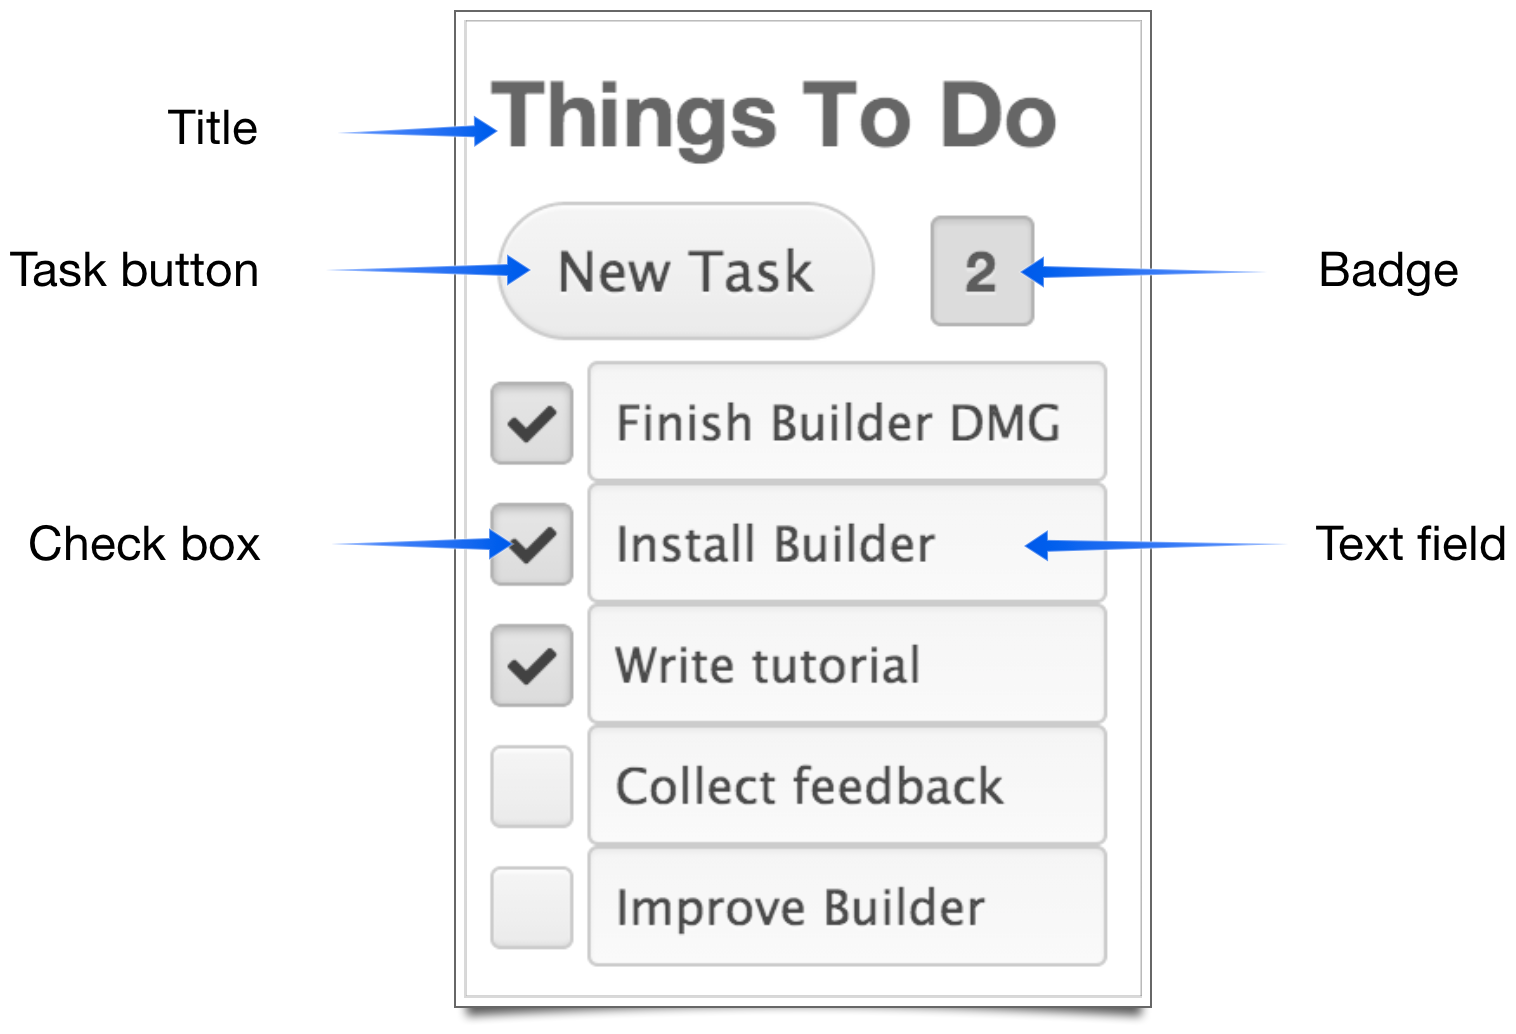 Title
Things To Do
Task button
New Task
2
Badge
Finish Builder DMG
Check box
Install Builder
Text field
Write tutorial
Collect feedback
Improve Builder